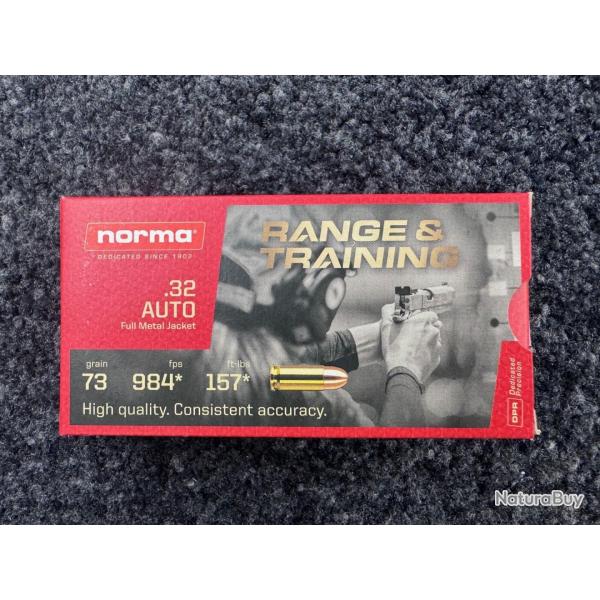 norma®
DEDICATED SINCE 1902
RANGE &
TRAINING
.32
AUTO
Full Metal Jacket
grain fps ft-lbs
73 984* 157*
High quality. Consistent accuracy.
DPR Dedicated
Precision
NaturaBuy